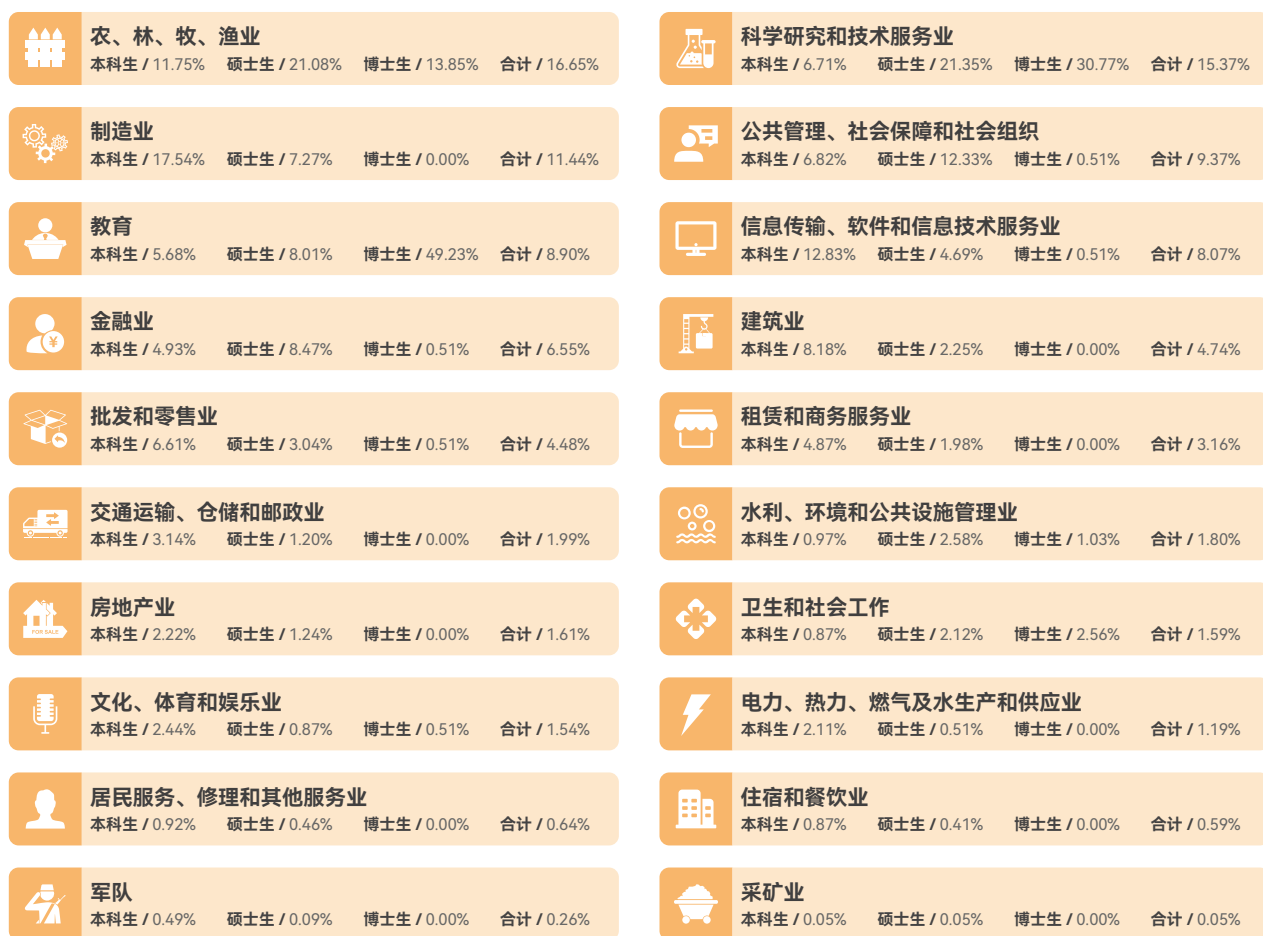 农、林、牧、渔业
本科生 / 11.75% 硕士生 / 21.08% 博士生 / 13.85% 合计 / 16.65%
科学研究和技术服务业
本科生 / 6.71% 硕士生 / 21.35% 博士生 / 30.77% 合计 / 15.37%
制造业
本科生 / 17.54% 硕士生 / 7.27% 博士生 / 0.00% 合计 / 11.44%
公共管理、社会保障和社会组织
本科生 / 6.82% 硕士生 / 12.33% 博士生 / 0.51% 合计 / 9.37%
教育
本科生 / 5.68% 硕士生 / 8.01% 博士生 / 49.23% 合计 / 8.90%
信息传输、软件和信息技术服务业
本科生 / 12.83% 硕士生 / 4.69% 博士生 / 0.51% 合计 / 8.07%
¥
金融业
本科生 / 4.93% 硕士生 / 8.47% 博士生 / 0.51% 合计 / 6.55%
建筑业
本科生 / 8.18% 硕士生 / 2.25% 博士生 / 0.00% 合计 / 4.74%
批发和零售业
本科生 / 6.61% 硕士生 / 3.04% 博士生 / 0.51% 合计 / 4.48%
租赁和商务服务业
本科生 / 4.87% 硕士生 / 1.98% 博士生 / 0.00% 合计 / 3.16%
交通运输、仓储和邮政业
本科生 / 3.14% 硕士生 / 1.20% 博士生 / 0.00% 合计 / 1.99%
水利、环境和公共设施管理业
本科生 / 0.97% 硕士生 / 2.58% 博士生 / 1.03% 合计 / 1.80%
FOR SALE
房地产业
本科生 / 2.22% 硕士生 / 1.24% 博士生 / 0.00% 合计 / 1.61%
卫生和社会工作
本科生 / 0.87% 硕士生 / 2.12% 博士生 / 2.56% 合计 / 1.59%
文化、体育和娱乐业
本科生 / 2.44% 硕士生 / 0.87% 博士生 / 0.51% 合计 / 1.54%
电力、热力、燃气及水生产和供应业
本科生 / 2.11% 硕士生 / 0.51% 博士生 / 0.00% 合计 / 1.19%
居民服务、修理和其他服务业
本科生 / 0.92% 硕士生 / 0.46% 博士生 / 0.00% 合计 / 0.64%
住宿和餐饮业
本科生 / 0.87% 硕士生 / 0.41% 博士生 / 0.00% 合计 / 0.59%
军队
本科生 / 0.49% 硕士生 / 0.09% 博士生 / 0.00% 合计 / 0.26%
采矿业
本科生 / 0.05% 硕士生 / 0.05% 博士生 / 0.00% 合计 / 0.05%